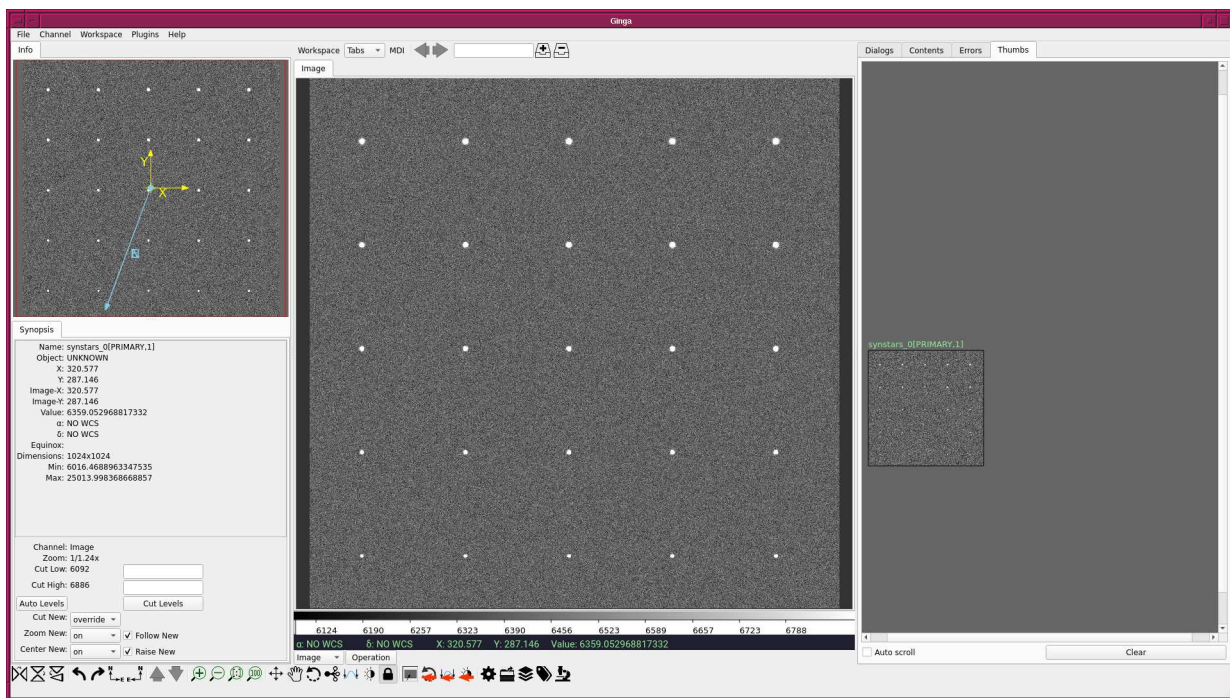 Ginga
File Channel Workspace Plugins Help
Info
Y
X
Synopsis
Name: synstars_0[PRIMARY,1]
Object: UNKNOWN
X: 320.577
Y: 287.146
Image-X: 320.577
Image-Y: 287.146
Value: 6359.052968817332
α: NO WCS
δ: NO WCS
Equinox:
Dimensions: 1024x1024
Min: 6016.4688963347535
Max: 25013.998368668857
Channel: Image
Zoom: 1/1.24x
Cut Low: 6092
Cut High: 6886
Auto Levels Cut Levels
Cut New: override
Zoom New: on Follow New
Center New: on Raise New
Workspace Tabs MDI
Image
6124 6190 6257 6323 6390 6456 6523 6589 6657 6723 6788
α: NO WCS δ: NO WCS X: 320.577 Y: 287.146 Value: 6359.052968817332
Image Operation
Dialogs Contents Errors Thumbs
synstars_0[PRIMARY,1]
Auto scroll Clear